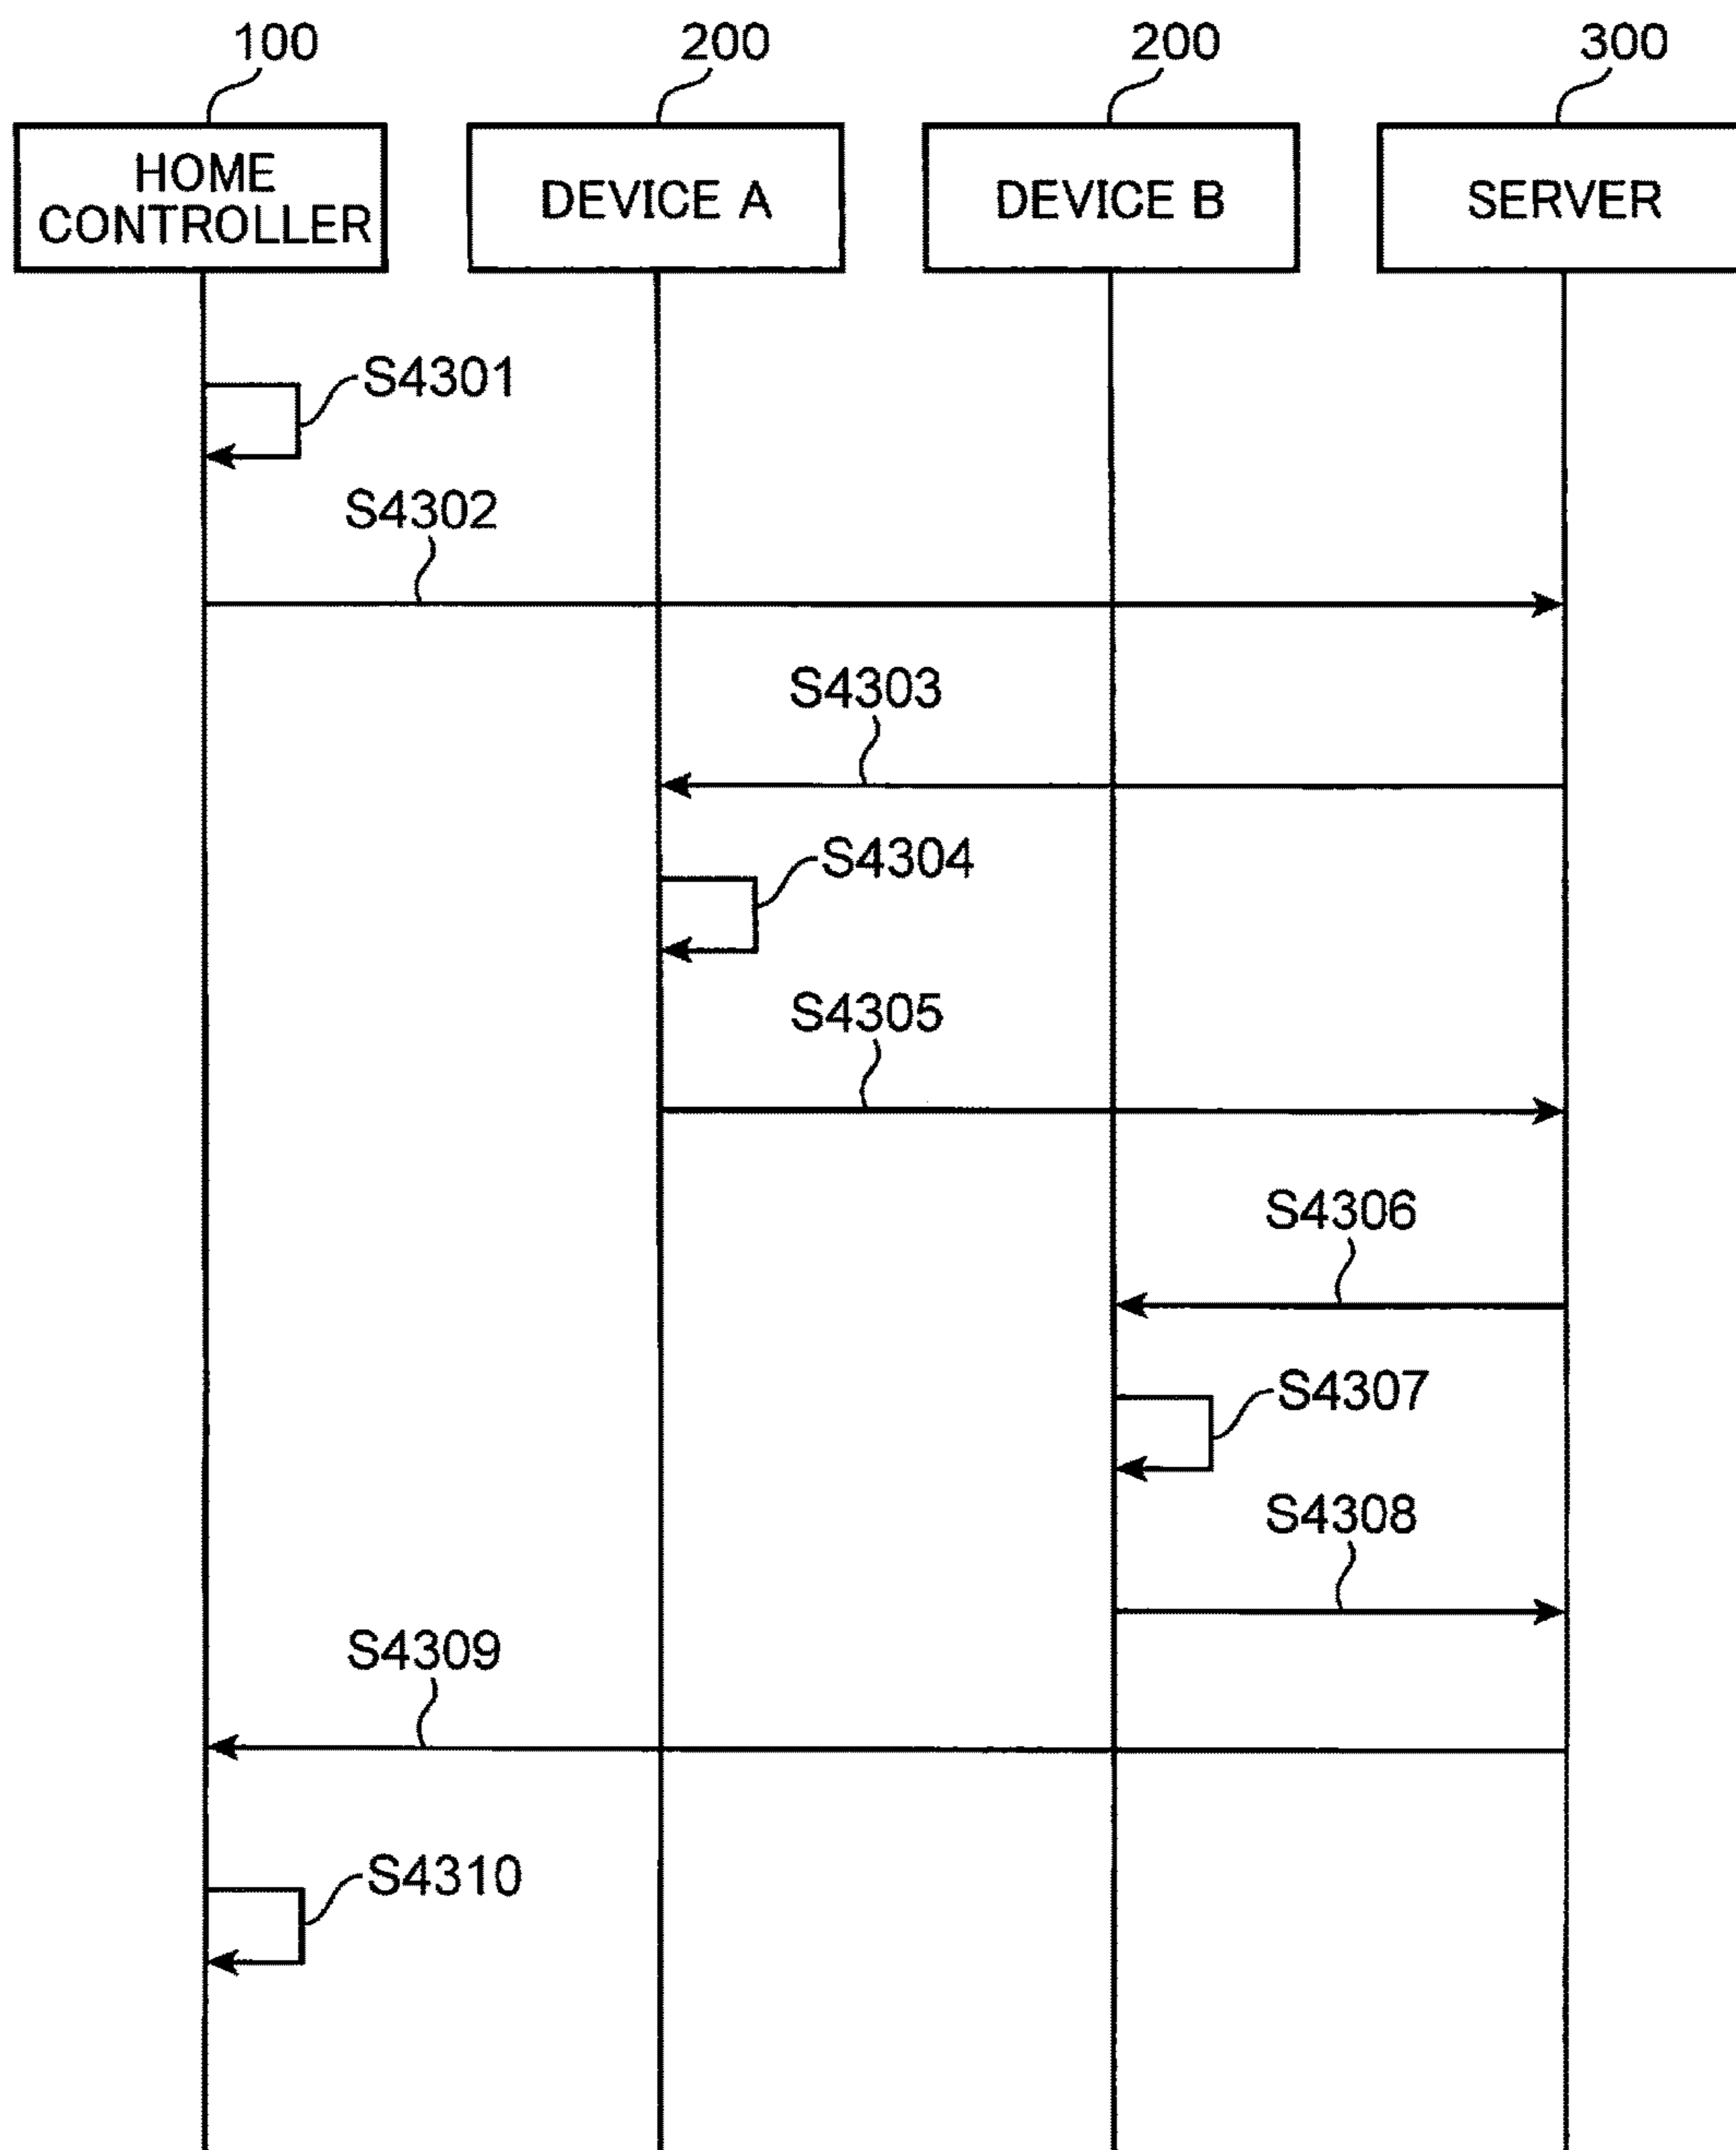 100
200
200
300
HOME
CONTROLLER
DEVICE A
DEVICE B
SERVER
S4301
S4302
S4303
S4304
S4305
S4306
S4307
S4308
S4309
S4310